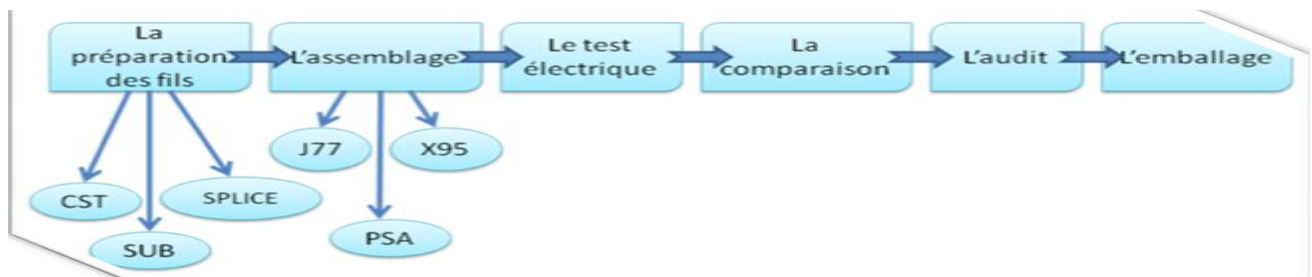 La
préparation
des fils
L'assemblage
Le test
électrique
La
comparaison
L'audit
L'emballage
J77
X95
CST
SPLICE
SUB
PSA